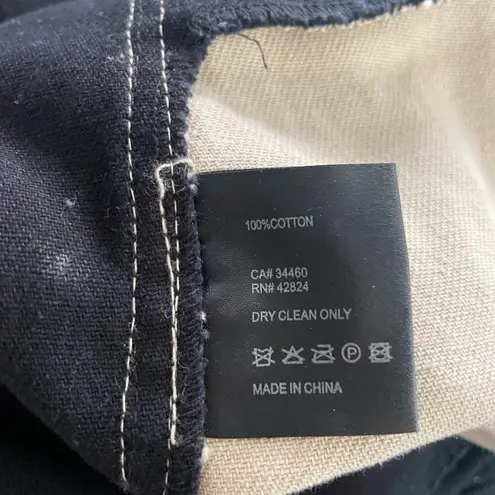 100%COTTON
CA# 34460
RN# 42824
DRY CLEAN ONLY
P
MADE IN CHINA